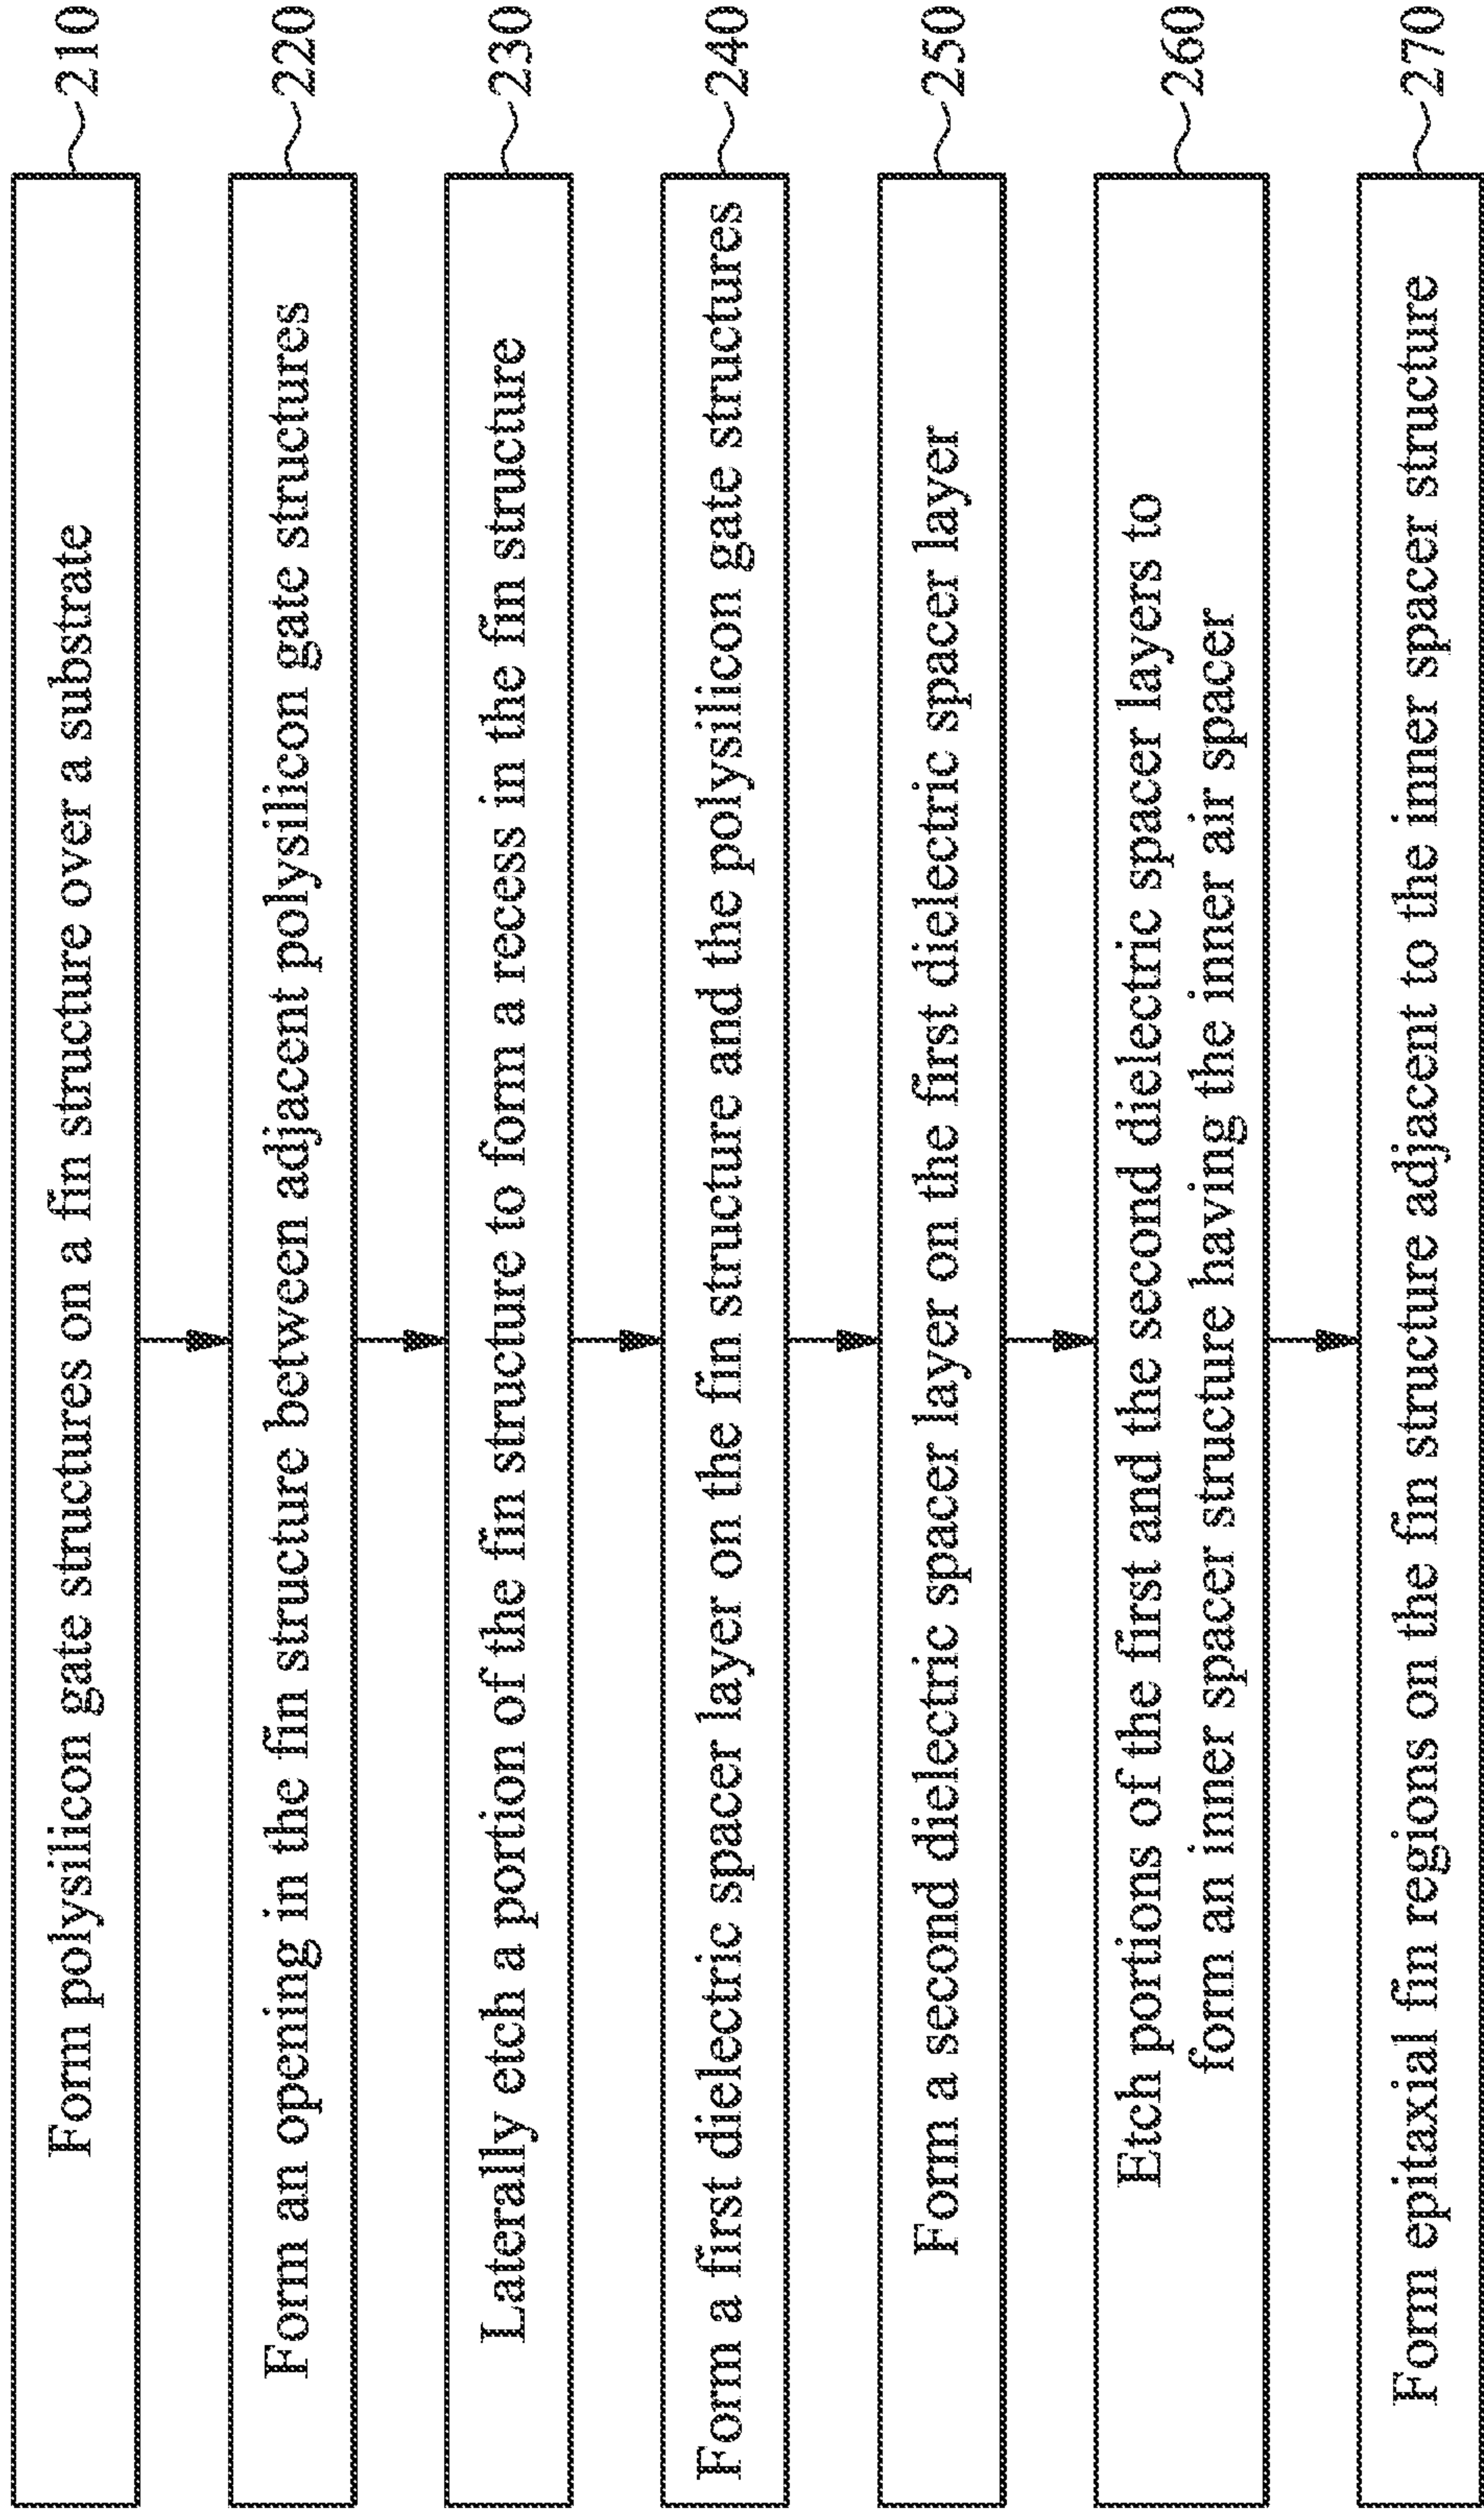 Form polysilicon gate structures on a fin structure over a substrate
210
Form an opening in the fin structure between adjacent polysilicon gate structures
220
Laterally etch a portion of the fin structure to form a recess in the fin structure
230
Form a first dielectric spacer layer on the fin structure and the polysilicon gate structures
240
Form a second dielectric spacer layer on the first dielectric spacer layer
250
Etch portions of the first and the second dielectric spacer layers to
form an inner spacer structure having the inner air spacer
260
Form epitaxial fin regions on the fin structure adjacent to the inner spacer structure
270